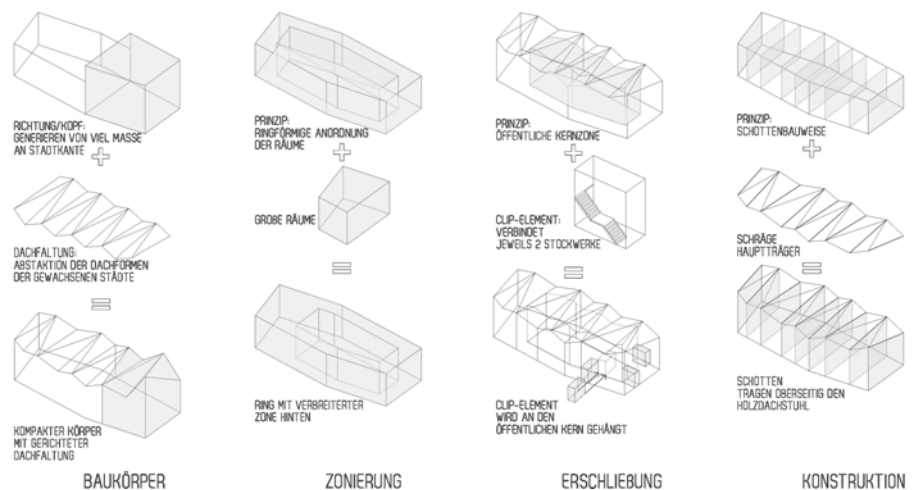 RICHTUNG/KOPF:
GENERIEREN VON VIEL MASSE
AN STADTKANTE
+
DACHFALTUNG:
ABSTAKTION DER DACHFORMEN
DER GEWACHSENEN STÄDTE
=
KOMPAKTER KÖRPER
MIT GERICHTETER
DACHFALTUNG
BAUKÖRPER
PRINZIP:
RINGFÖRMIGE ANORDNUNG
DER RÄUME
+
GROßE RÄUME
=
RING MIT VERBREITERTER
ZONE HINTEN
ZONIERUNG
PRINZIP:
ÖFFENTLICHE KERNZONE
+
CLIP-ELEMENT:
VERBINDET
JEWEILS 2 STOCKWERKE
=
CLIP-ELEMENT
WIRD AN DEN
ÖFFENTLICHEN KERN GEHÄNGT
ERSCHLIEßUNG
PRINZIP:
SCHOTTENBAUWEISE
+
SCHRÄGE
HAUPTTRÄGER
=
SCHOTTEN
TRAGEN OBERSEITIG DEN
HOLZDACHSTUHL
KONSTRUKTION